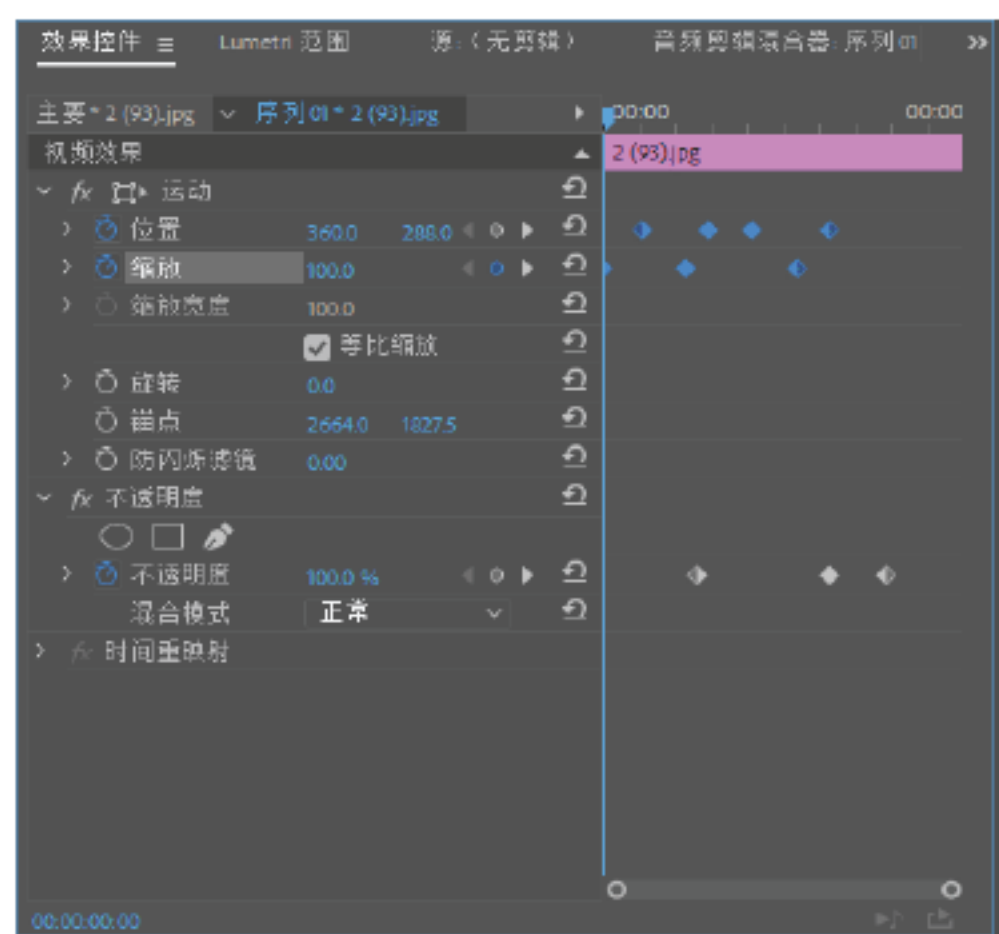 效果控件 Lumetri 范围 源:(无剪辑) 音频剪辑混合器:序列 01
主要 * 2 (93).jpg 序列 01 * 2 (93).jpg 00:00 00:00
视频效果 2 (93).jpg
fx 运动
位置 360.0 288.0
缩放 100.0
缩放宽度 100.0
等比缩放
旋转 0.0
锚点 2664.0 1827.5
防闪烁滤镜 0.00
fx 不透明度
不透明度 100.0 %
混合模式 正常
fx 时间重映射
00:00:00:00